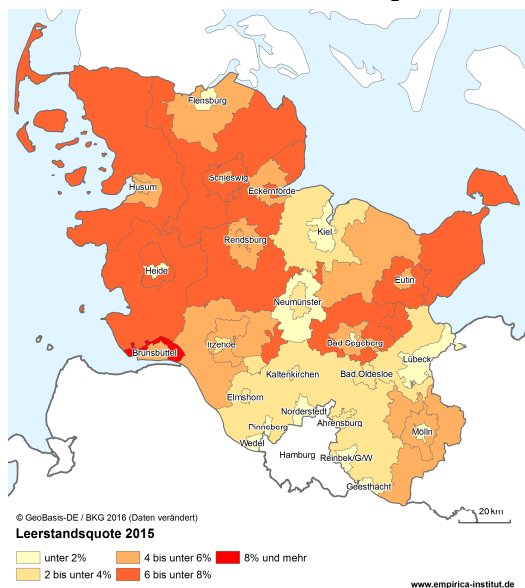 Flensburg
Husum
Schleswig
Eckernförde
Kiel
Rendsburg
Heide
Eutin
Neumünster
Bad Segeberg
Brunsbüttel
Itzehoe
Lübeck
Kaltenkirchen
Bad Oldesloe
Elmshorn
Norderstedt
Ahrensburg
Pinneberg
Mölln
Wedel
Hamburg
Reinbek/G/W
Geesthacht
20 km
© GeoBasis-DE / BKG 2016 (Daten verändert)
Leerstandsquote 2015
unter 2%
4 bis unter 6%
8% und mehr
2 bis unter 4%
6 bis unter 8%
www.empirica-institut.de